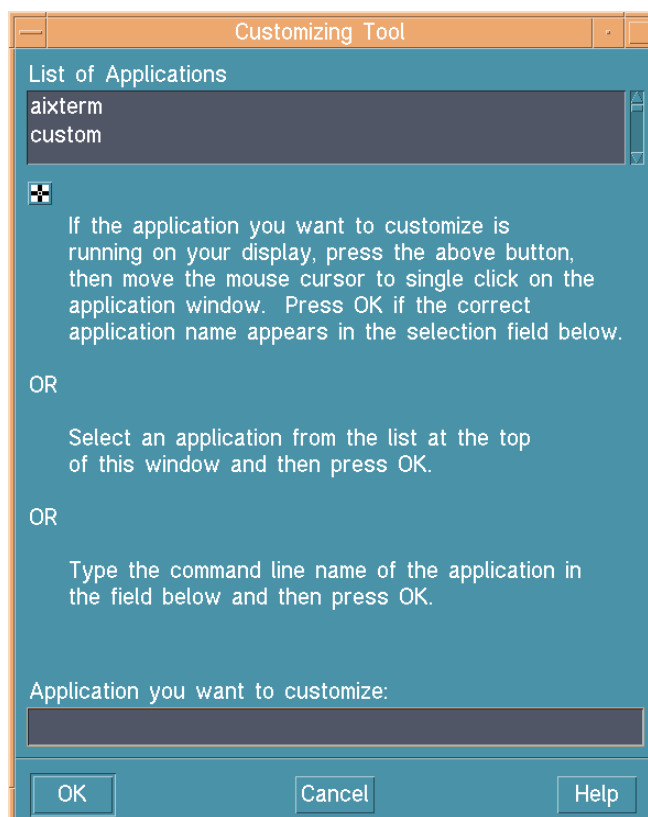 Customizing Tool
List of Applications
aixterm
custom
If the application you want to customize is
running on your display, press the above button,
then move the mouse cursor to single click on the
application window. Press OK if the correct
application name appears in the selection field below.
OR
Select an application from the list at the top
of this window and then press OK.
OR
Type the command line name of the application in
the field below and then press OK.
Application you want to customize:
OK Cancel Help